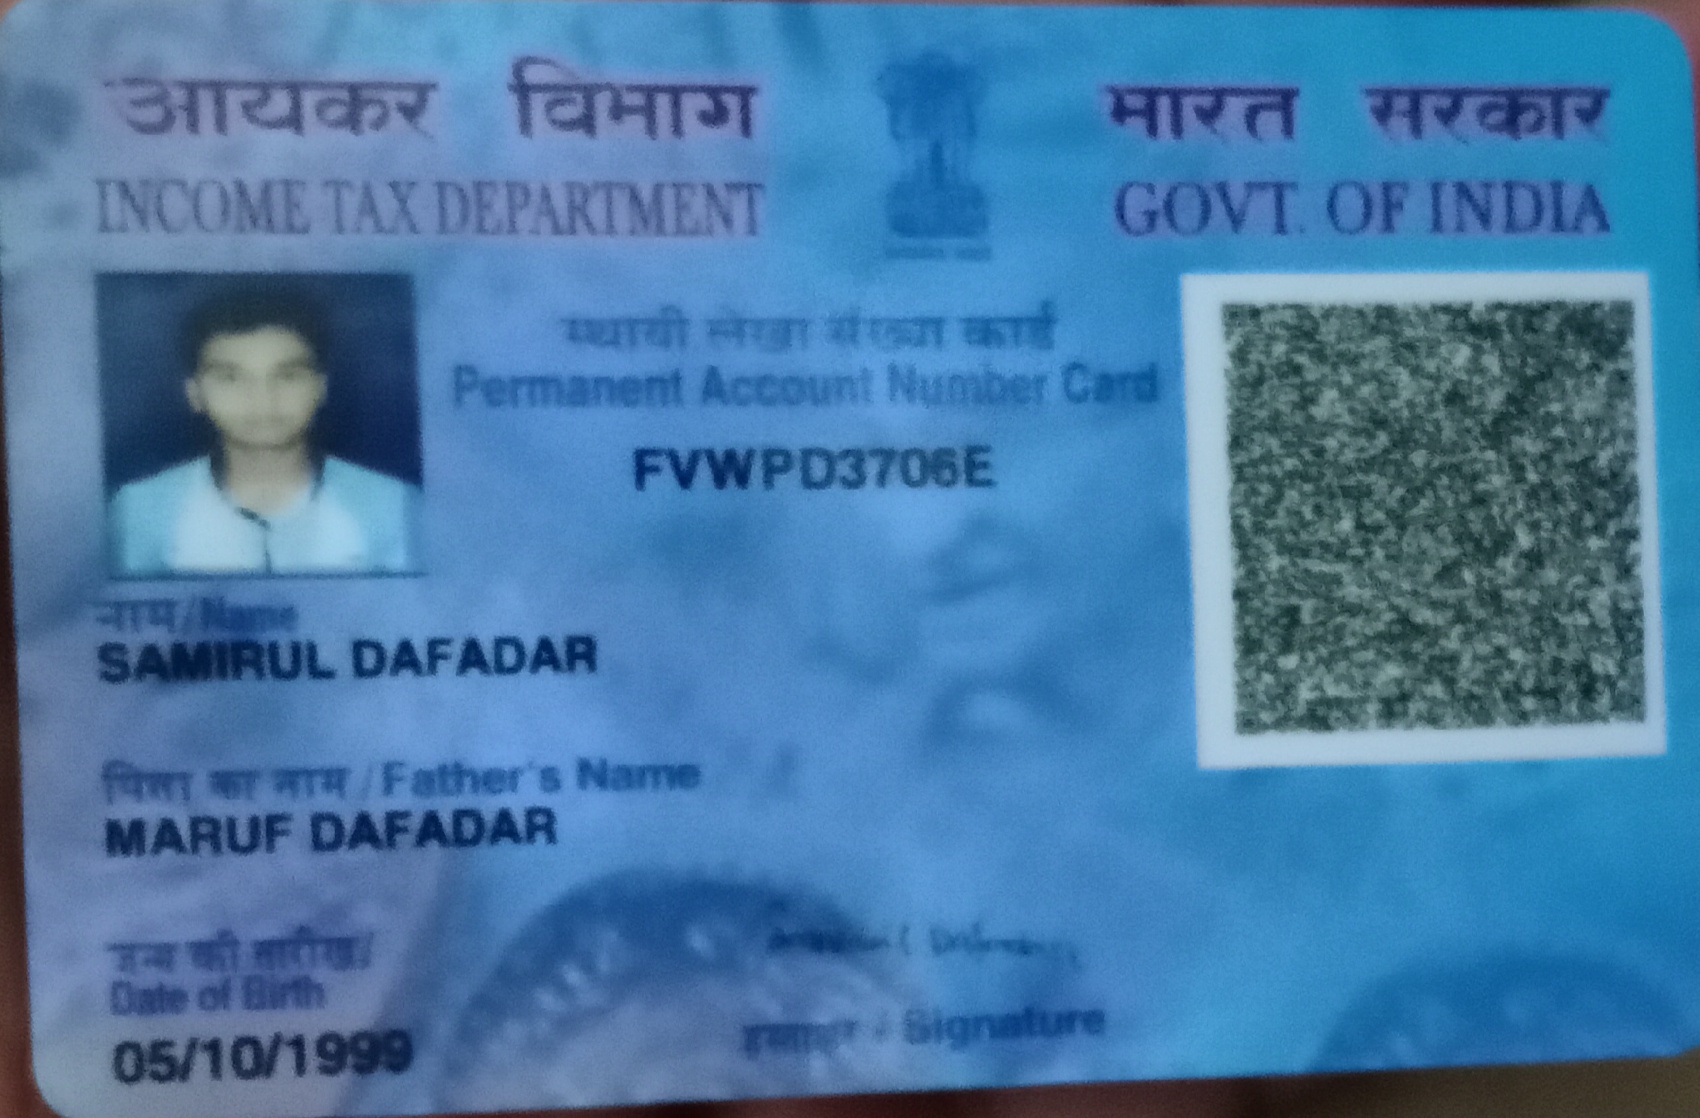 आयकर विभाग
INCOME TAX DEPARTMENT
भारत सरकार
GOVT. OF INDIA
स्थायी लेखा संख्या कार्ड
Permanent Account Number Card
FVWPD3706E
नाम/Name
SAMIRUL DAFADAR
पिता का नाम/Father's Name
MARUF DAFADAR
जन्म की तारीख/
Date of Birth
05/10/1999
हस्ताक्षर / Signature